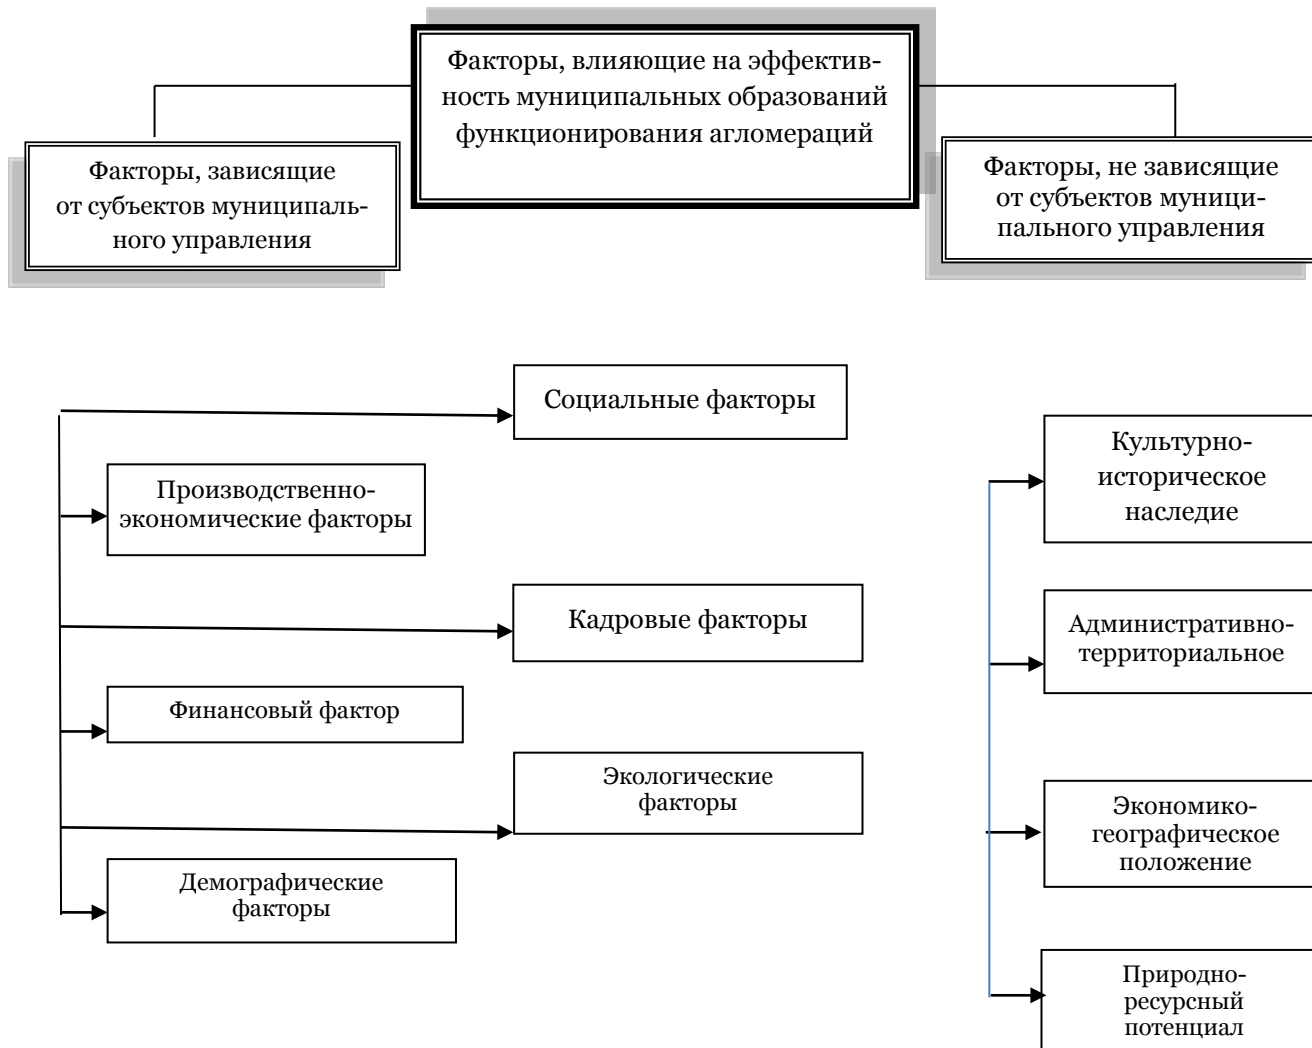 Факторы, влияющие на эффектив-
ность муниципальных образований
функционирования агломераций
Факторы, зависящие
от субъектов муниципаль-
ного управления
Факторы, не зависящие
от субъектов муници-
пального управления
Социальные факторы
Производственно-
экономические факторы
Кадровые факторы
Финансовый фактор
Экологические
факторы
Демографические
факторы
Культурно-
историческое
наследие
Административно-
территориальное
Экономико-
географическое
положение
Природно-
ресурсный
потенциал